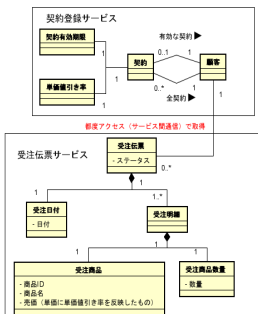 契約登録サービス
契約有効期限
1
有効な契約▶
0..1
1
契約
顧客
1
単価値引き率
1
0..*
1
全契約▶
都度アクセス（サービス間通信）で取得
受注伝票サービス
受注伝票
- ステータス
0..*
1
1
1..*
受注日付
- 日付
受注明細
1
1
1
受注商品
- 商品ID
- 商品名
- 売価（単価に単価値引き率を反映したもの）
受注商品数量
- 数量